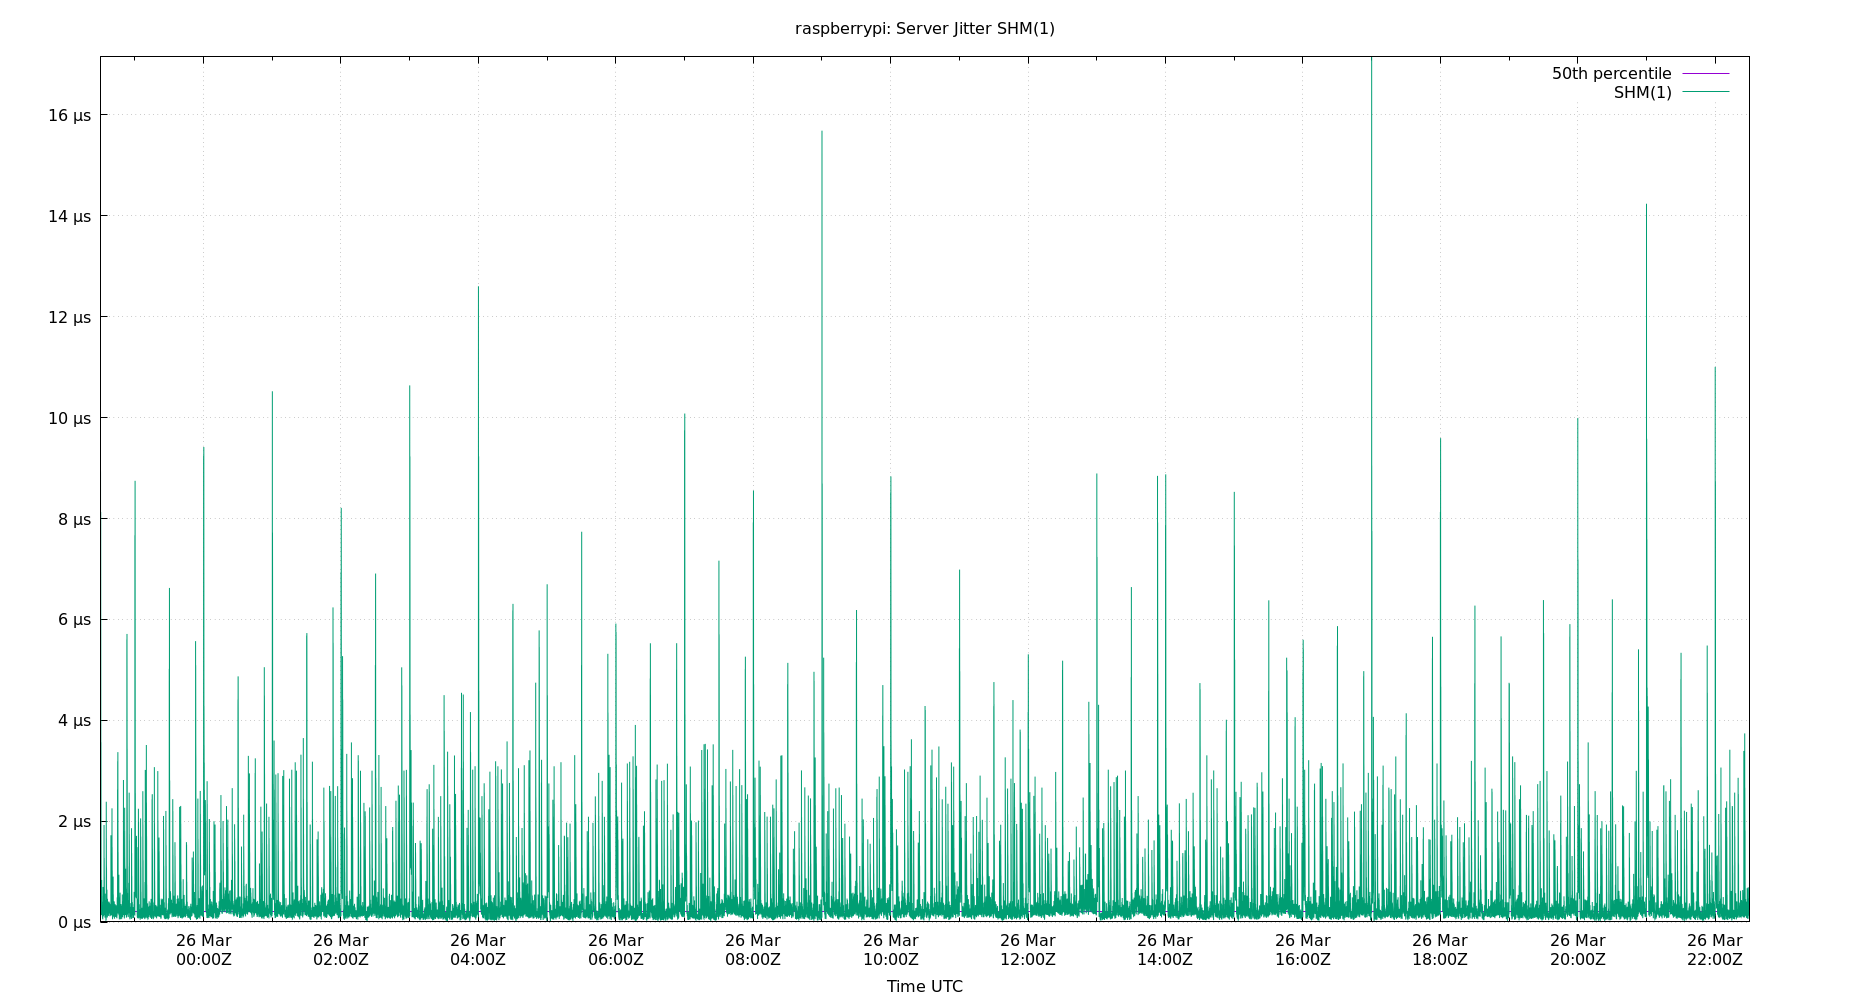 raspberrypi: Server Jitter SHM(1)
50th percentile
SHM(1)
16 µs
14 µs
12 µs
10 µs
8 µs
6 µs
4 µs
2 µs
0 µs
26 Mar 26 Mar 26 Mar 26 Mar 26 Mar 26 Mar 26 Mar 26 Mar 26 Mar 26 Mar 26 Mar 26 Mar
00:00Z 02:00Z 04:00Z 06:00Z 08:00Z 10:00Z 12:00Z 14:00Z 16:00Z 18:00Z 20:00Z 22:00Z
Time UTC